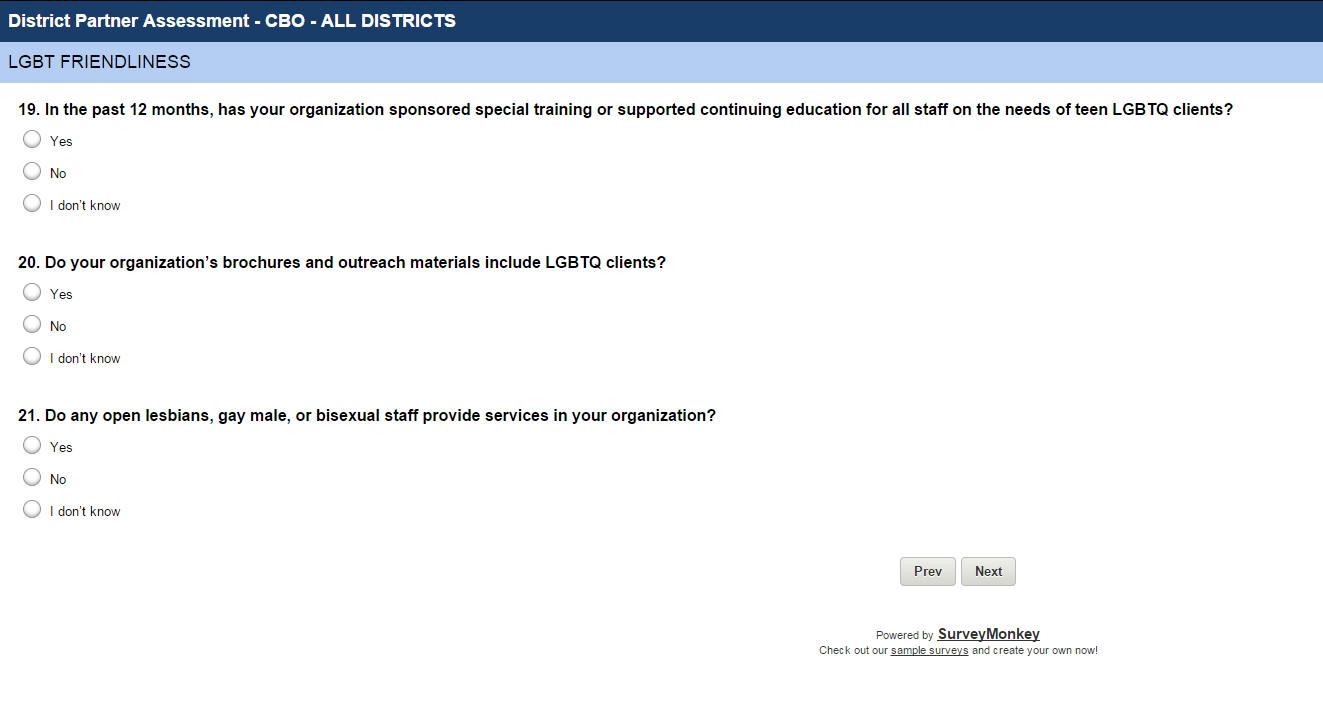 District Partner Assessment - CBO - ALL DISTRICTS
LGBT FRIENDLINESS
19. In the past 12 months, has your organization sponsored special training or supported continuing education for all staff on the needs of teen LGBTQ clients?
Yes
No
I don't know
20. Do your organization’s brochures and outreach materials include LGBTQ clients?
Yes
No
I don't know
21. Do any open lesbians, gay male, or bisexual staff provide services in your organization?
Yes
No
I don't know
Prev Next
Powered by SurveyMonkey
Check out our sample surveys and create your own now!